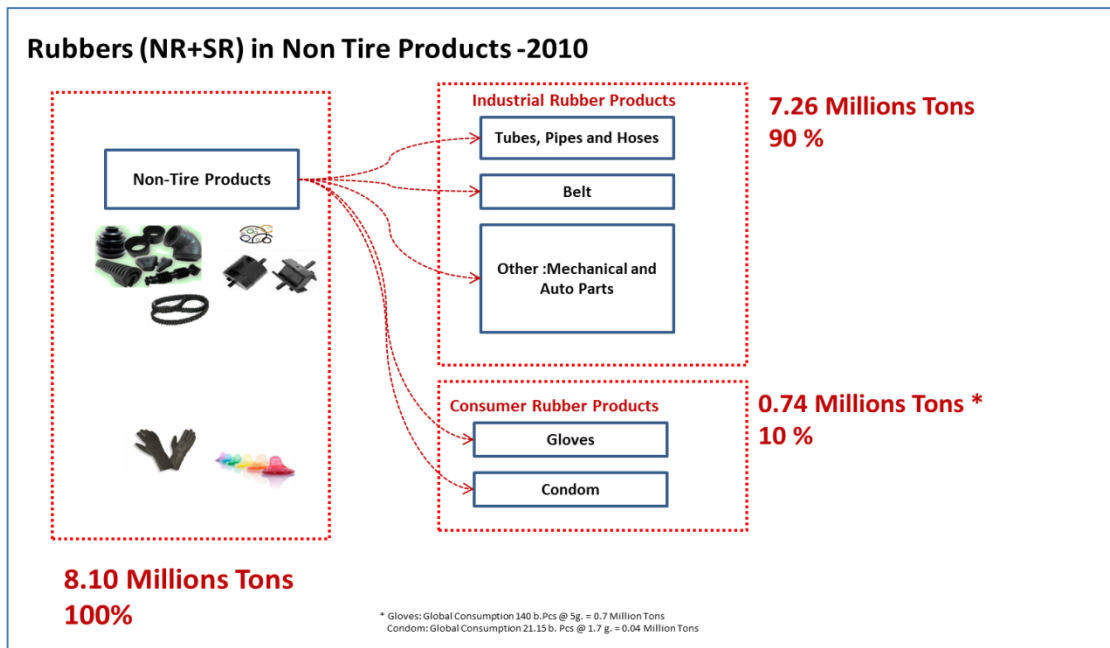 Rubbers (NR+SR) in Non Tire Products -2010
Non-Tire Products
Industrial Rubber Products
Tubes, Pipes and Hoses
Belt
Other :Mechanical and
Auto Parts
7.26 Millions Tons
90 %
Consumer Rubber Products
Gloves
Condom
0.74 Millions Tons *
10 %
8.10 Millions Tons
100%
* Gloves: Global Consumption 140 b.Pcs @ 5g. = 0.7 Million Tons
Condom: Global Consumption 21.15 b. Pcs @ 1.7 g. = 0.04 Million Tons